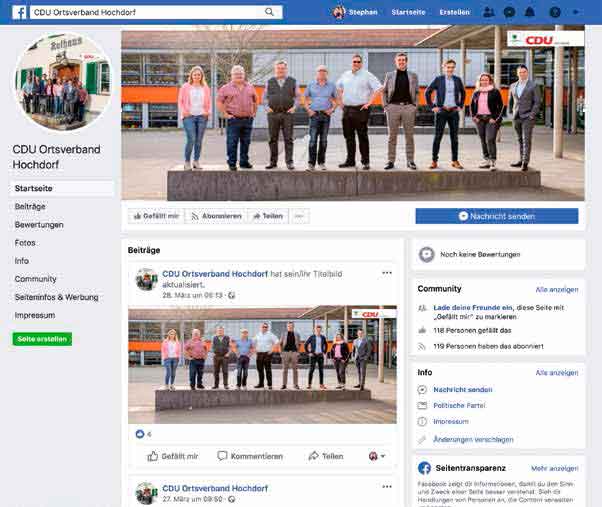 CDU Ortsverband Hochdorf
Stephan
Startseite
Erstellen
Rathaus
CDU
CDU Ortsverband
Hochdorf
Startseite
Beiträge
Bewertungen
Fotos
Info
Community
Seiteninfos & Werbung
Impressum
Seite erstellen
Gefällt mir
Abonnieren
Teilen
Nachricht senden
Beiträge
CDU Ortsverband Hochdorf hat sein/ihr Titelbild
aktualisiert.
28. März um 06:13
CDU
6
Gefällt mir
Kommentieren
Teilen
CDU Ortsverband Hochdorf
27. März um 09:50
Noch keine Bewertungen
Community
Alle anzeigen
Lade deine Freunde ein, diese Seite mit
„Gefällt mir“ zu markieren
118 Personen gefällt das
119 Personen haben das abonniert
Info
Alle anzeigen
Nachricht senden
Politische Partei
Impressum
Änderungen vorschlagen
Seitentransparenz
Mehr anzeigen
Facebook zeigt dir Informationen, damit du den Sinn
und Zweck einer Seite besser verstehst. Sieh dir
Handlungen von Personen an, die Content verwalten